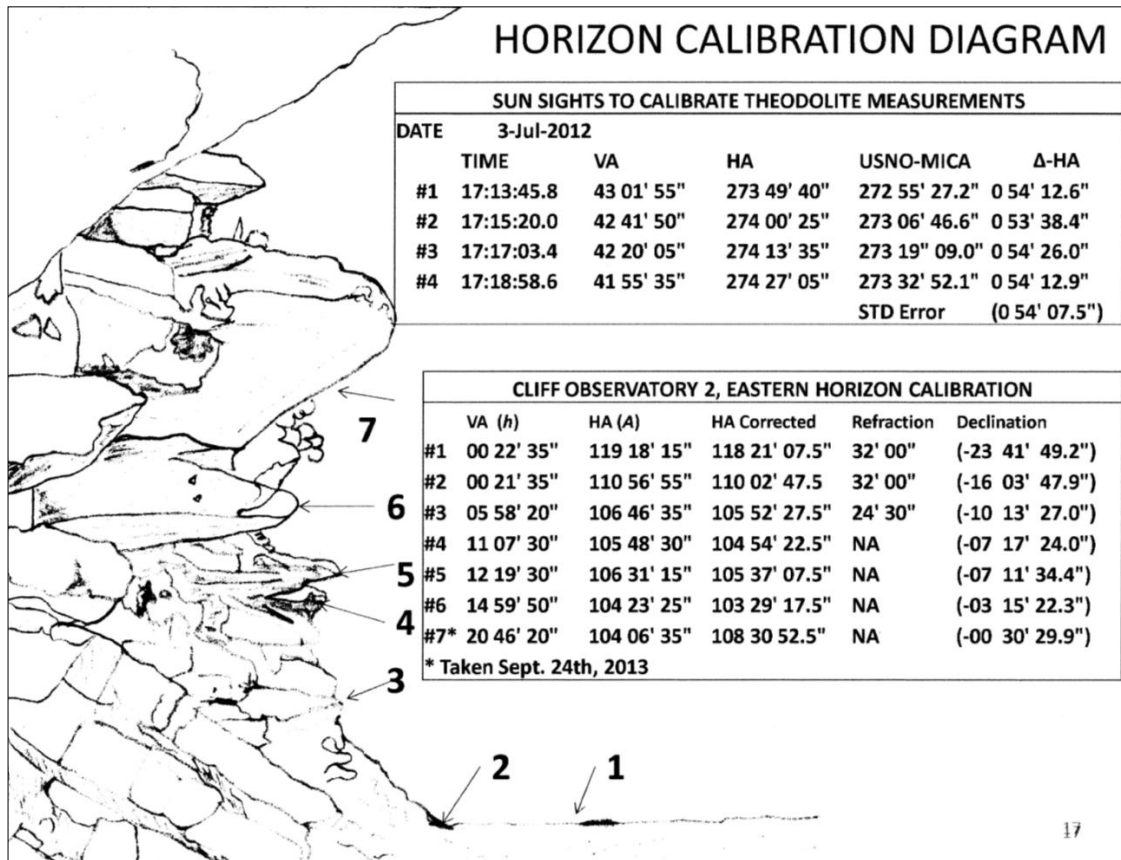 HORIZON CALIBRATION DIAGRAM
SUN SIGHTS TO CALIBRATE THEODOLITE MEASUREMENTS
DATE 3-Jul-2012
TIME VA HA USNO-MICA Δ-HA
#1 17:13:45.8 43 01' 55" 273 49' 40" 272 55' 27.2" 0 54' 12.6"
#2 17:15:20.0 42 41' 50" 274 00' 25" 273 06' 46.6" 0 53' 38.4"
#3 17:17:03.4 42 20' 05" 274 13' 35" 273 19" 09.0" 0 54' 26.0"
#4 17:18:58.6 41 55' 35" 274 27' 05" 273 32' 52.1" 0 54' 12.9"
STD Error (0 54' 07.5")
CLIFF OBSERVATORY 2, EASTERN HORIZON CALIBRATION
VA (h) HA (A) HA Corrected Refraction Declination
#1 00 22' 35" 119 18' 15" 118 21' 07.5" 32' 00" (-23 41' 49.2")
#2 00 21' 35" 110 56' 55" 110 02' 47.5 32' 00" (-16 03' 47.9")
#3 05 58' 20" 106 46' 35" 105 52' 27.5" 24' 30" (-10 13' 27.0")
#4 11 07' 30" 105 48' 30" 104 54' 22.5" NA (-07 17' 24.0")
#5 12 19' 30" 106 31' 15" 105 37' 07.5" NA (-07 11' 34.4")
#6 14 59' 50" 104 23' 25" 103 29' 17.5" NA (-03 15' 22.3")
#7* 20 46' 20" 104 06' 35" 108 30 52.5" NA (-00 30' 29.9")
* Taken Sept. 24th, 2013
7
6
5
4
3
2
1
17